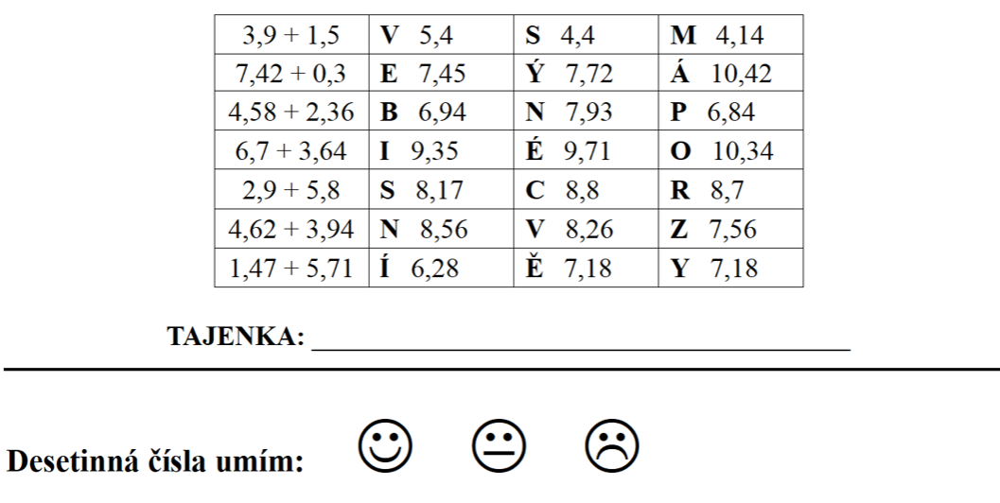 3,9 + 1,5 V 5,4 S 4,4 M 4,14
7,42 + 0,3 E 7,45 Ý 7,72 Á 10,42
4,58 + 2,36 B 6,94 N 7,93 P 6,84
6,7 + 3,64 I 9,35 É 9,71 O 10,34
2,9 + 5,8 S 8,17 C 8,8 R 8,7
4,62 + 3,94 N 8,56 V 8,26 Z 7,56
1,47 + 5,71 Í 6,28 Ě 7,18 Y 7,18
TAJENKA:
Desetinná čísla umím: